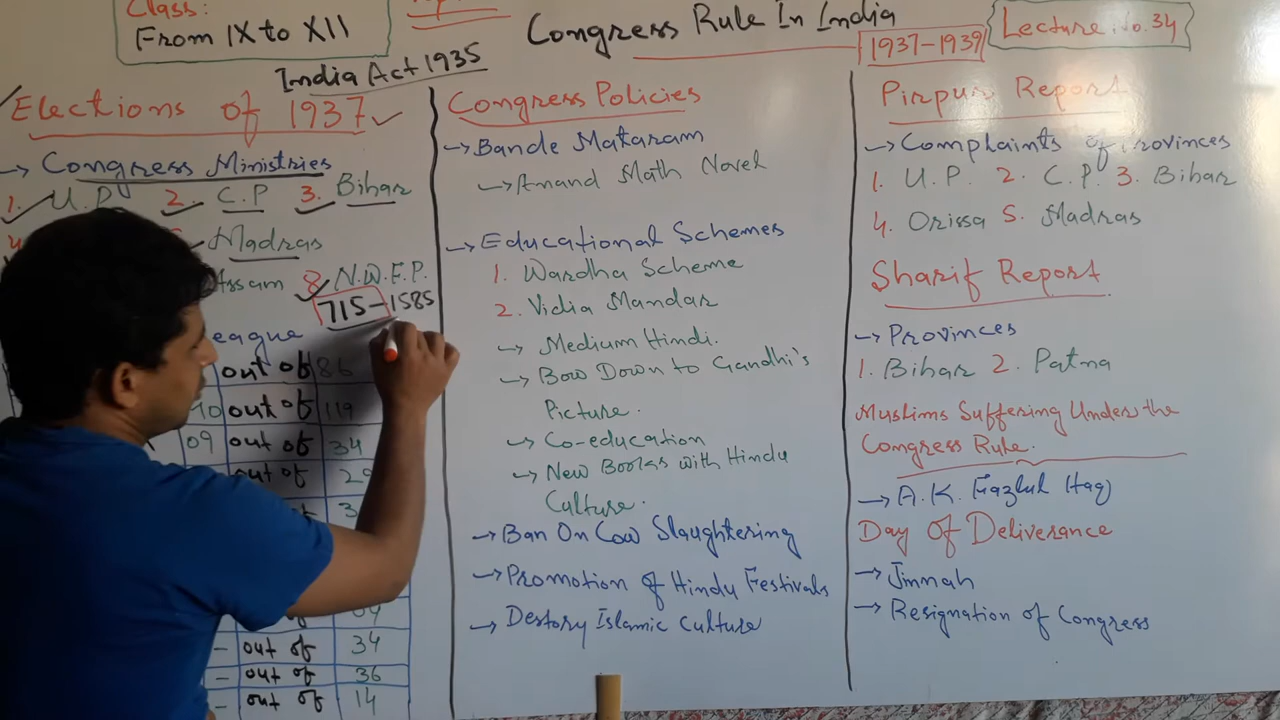 Class:
From IX to XII
Congress Rule In India
1937-1939
Lecture No. 34
India Act 1935
Elections of 1937
→ Congress Ministries
1. U.P 2. C.P 3. Bihar
Madras
Assam 8. N.W.F.P.
715-1585
League
out of 86
out of 119
09 out of 34
out of 29
- out of 34
- out of 36
- out of 14
Congress Policies
→ Bande Mataram
→ Anand Math Novel
→ Educational Schemes
1. Wardha Scheme
2. Vidia Mandar
→ Medium Hindi.
→ Bow Down to Gandhi's
Picture.
→ Co-education
→ New Books with Hindu
Culture.
→ Ban On Cow Slaughtering
→ Promotion of Hindu Festivals
→ Destory Islamic Culture
Pirpur Report
→ Complaints of Provinces
1. U.P. 2. C.P. 3. Bihar
4. Orissa 5. Madras
Sharif Report
→ Provinces
1. Bihar 2. Patna
Muslims Suffering Under the
Congress Rule.
→ A.K. Fazlul Haq
Day Of Deliverance
→ Jinnah
→ Resignation of Congress